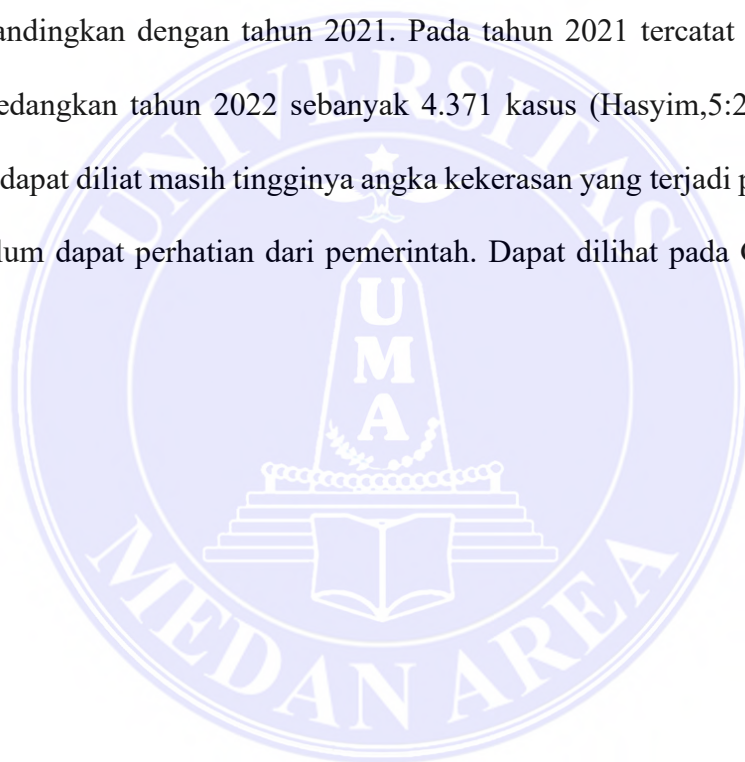 andingkan dengan tahun 2021. Pada tahun 2021 tercatat
edangkan tahun 2022 sebanyak 4.371 kasus (Hasyim,5:2
dapat diliat masih tingginya angka kekerasan yang terjadi p
lum dapat perhatian dari pemerintah. Dapat dilihat pada
UNIVERSITAS
UMA
MEDAN AREA